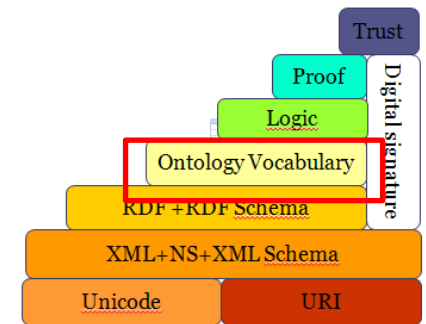 Trust
Proof
Digital signature
Logic
Ontology Vocabulary
RDF +RDF Schema
XML+NS+XML Schema
Unicode
URI